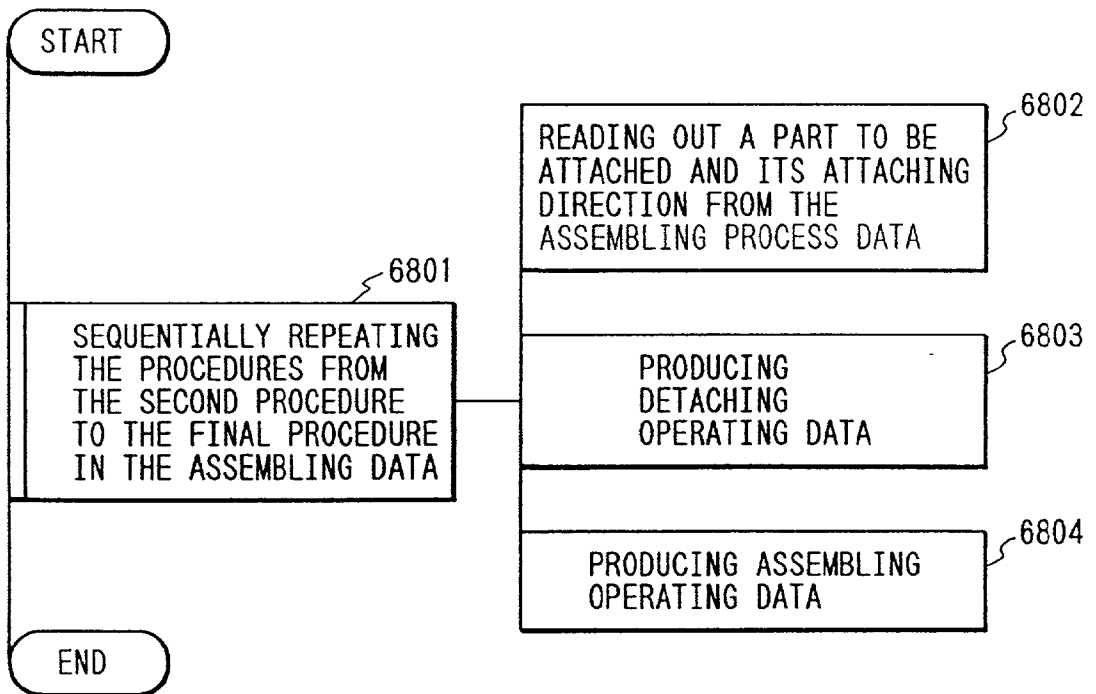 START
6801
SEQUENTIALLY REPEATING
THE PROCEDURES FROM
THE SECOND PROCEDURE
TO THE FINAL PROCEDURE
IN THE ASSEMBLING DATA
6802
READING OUT A PART TO BE
ATTACHED AND ITS ATTACHING
DIRECTION FROM THE
ASSEMBLING PROCESS DATA
6803
PRODUCING
DETACHING
OPERATING DATA
6804
PRODUCING ASSEMBLING
OPERATING DATA
END